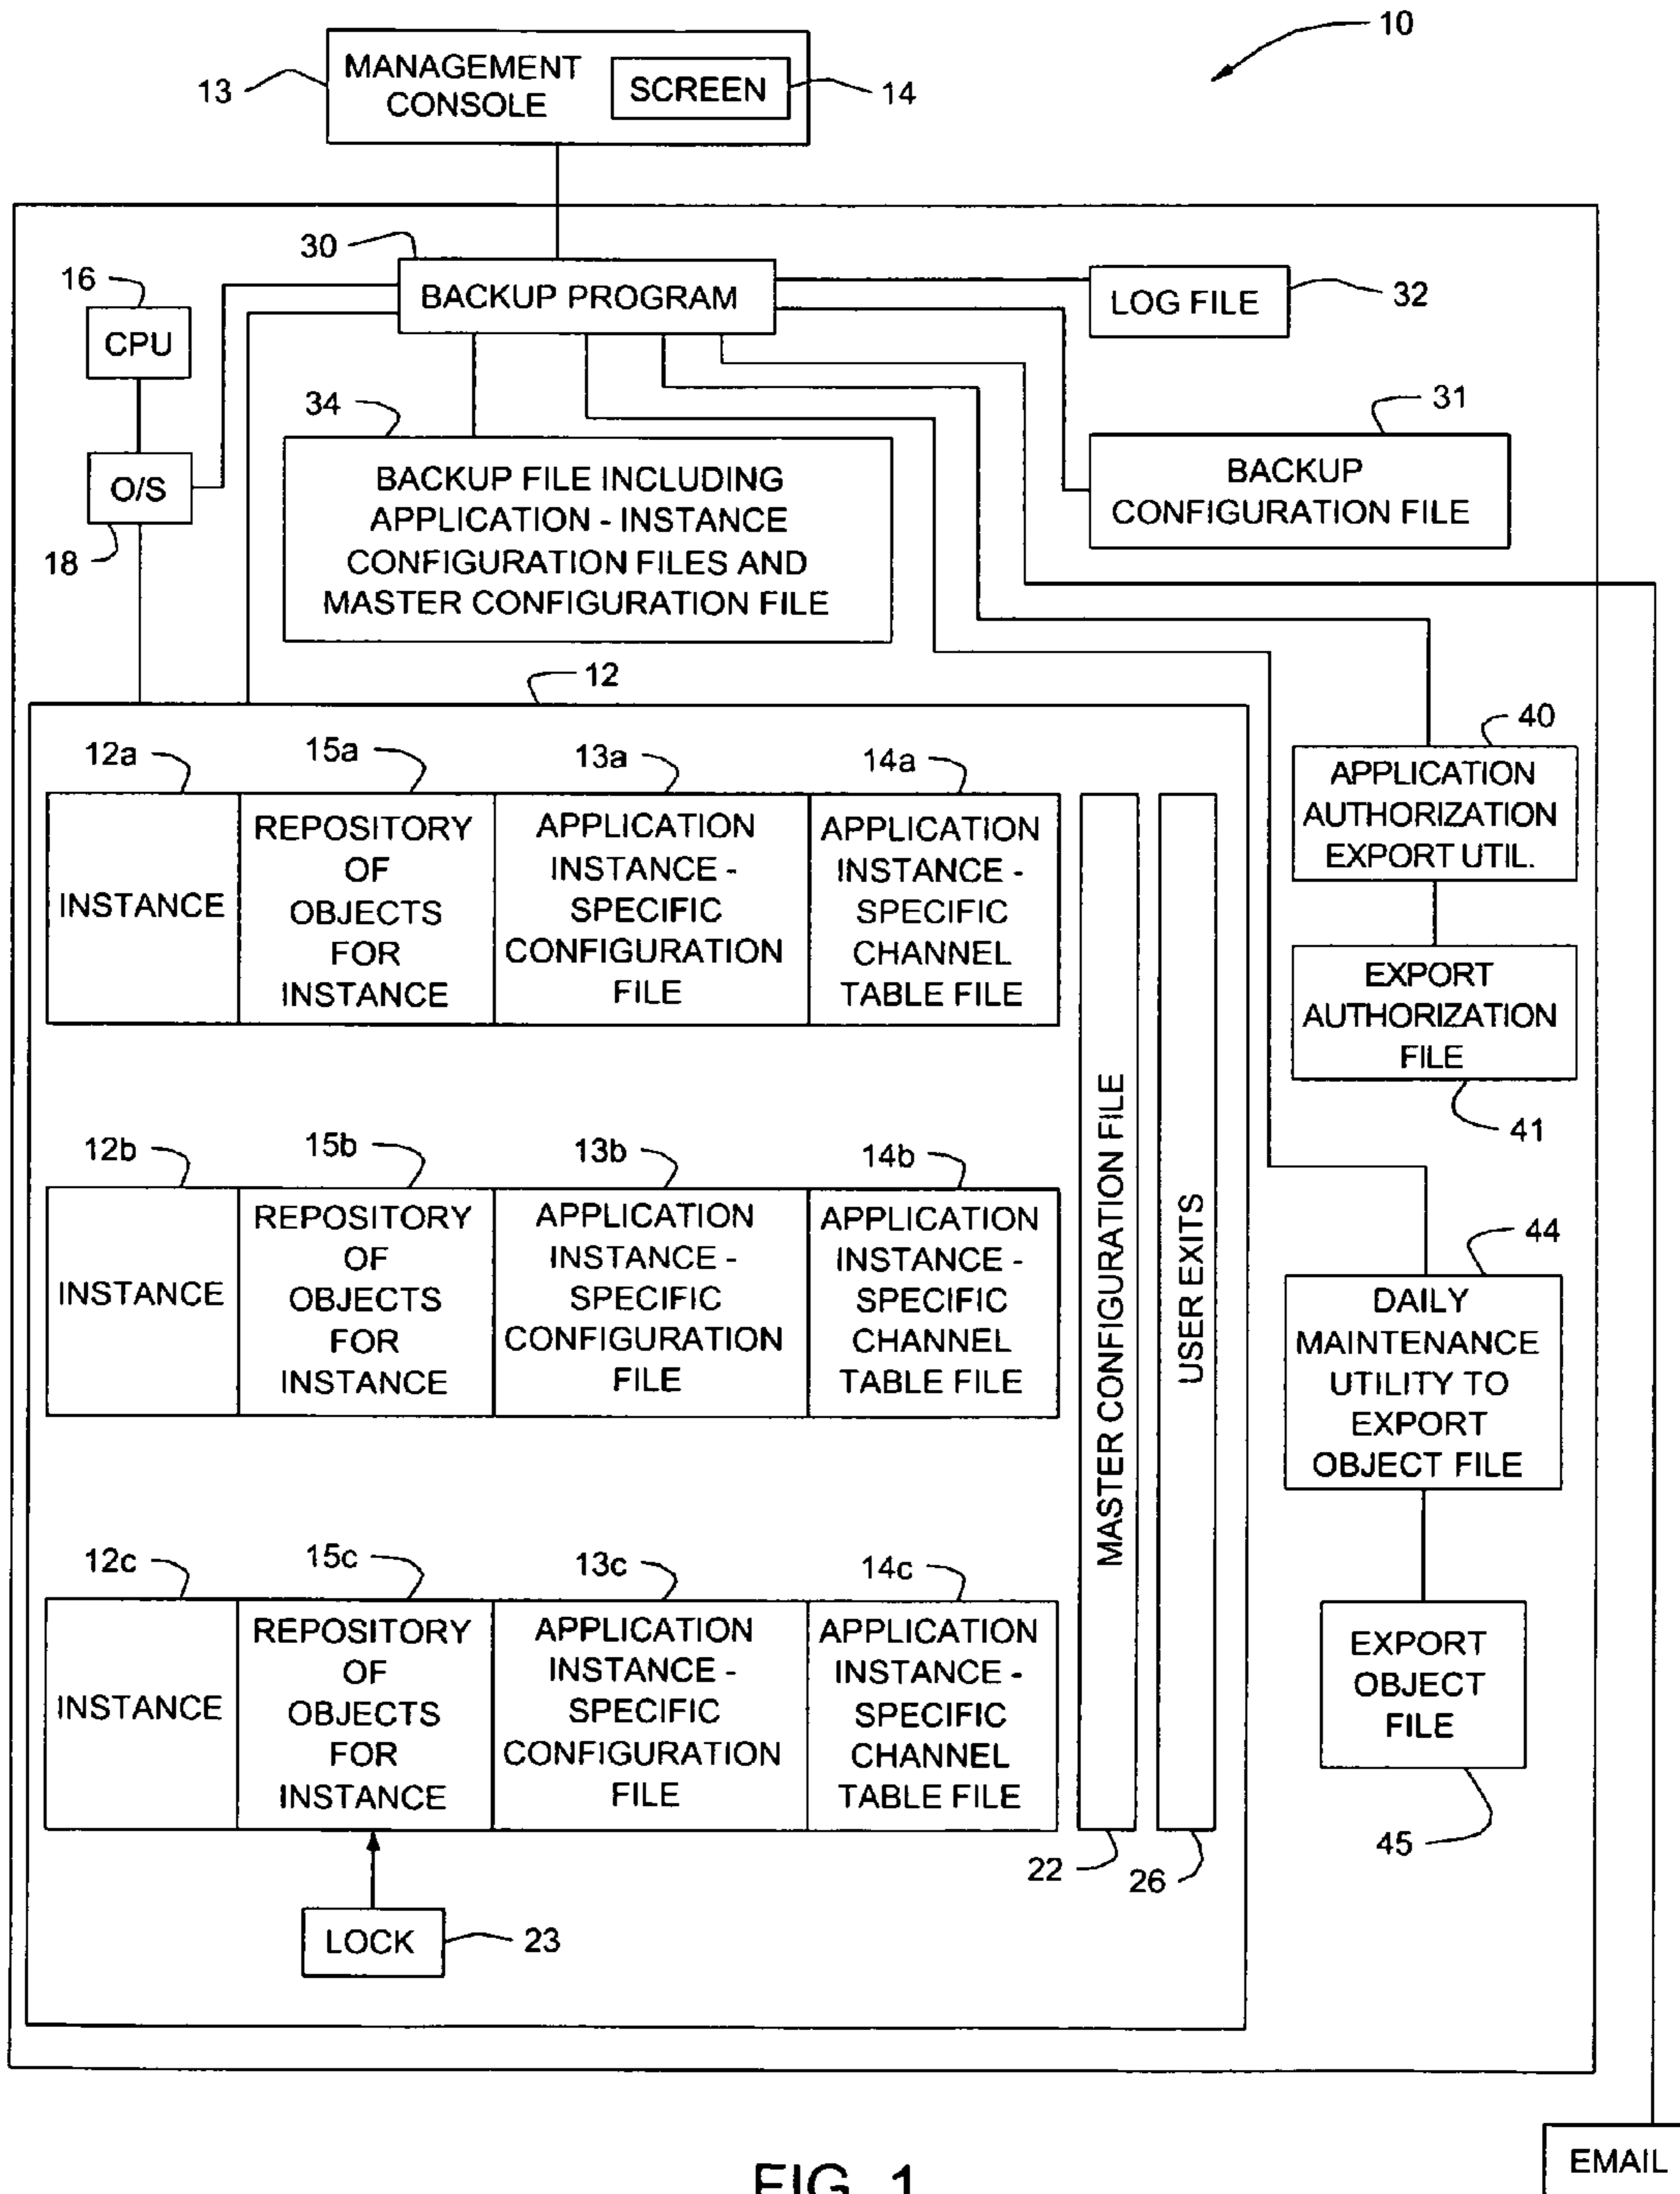 10
MANAGEMENT
CONSOLE
SCREEN
13
14
30
BACKUP PROGRAM
16
CPU
LOG FILE
32
34
31
O/S
18
BACKUP FILE INCLUDING
APPLICATION - INSTANCE
CONFIGURATION FILES AND
MASTER CONFIGURATION FILE
BACKUP
CONFIGURATION FILE
12
12a
15a
13a
14a
INSTANCE
REPOSITORY
OF
OBJECTS
FOR
INSTANCE
APPLICATION
INSTANCE -
SPECIFIC
CONFIGURATION
FILE
APPLICATION
INSTANCE -
SPECIFIC
CHANNEL
TABLE FILE
12b
15b
13b
14b
INSTANCE
REPOSITORY
OF
OBJECTS
FOR
INSTANCE
APPLICATION
INSTANCE -
SPECIFIC
CONFIGURATION
FILE
APPLICATION
INSTANCE -
SPECIFIC
CHANNEL
TABLE FILE
12c
15c
13c
14c
INSTANCE
REPOSITORY
OF
OBJECTS
FOR
INSTANCE
APPLICATION
INSTANCE -
SPECIFIC
CONFIGURATION
FILE
APPLICATION
INSTANCE -
SPECIFIC
CHANNEL
TABLE FILE
MASTER CONFIGURATION FILE
USER EXITS
22
26
LOCK
23
40
APPLICATION
AUTHORIZATION
EXPORT UTIL.
EXPORT
AUTHORIZATION
FILE
41
44
DAILY
MAINTENANCE
UTILITY TO
EXPORT
OBJECT FILE
EXPORT
OBJECT
FILE
45
EMAIL
FIG. 1